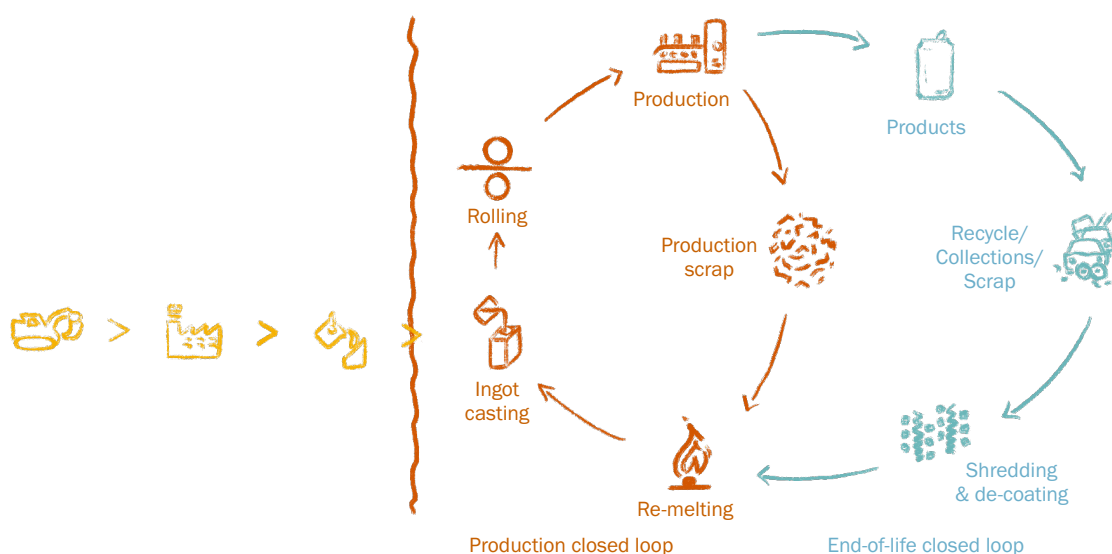 Production
Products
Rolling
Production
scrap
Recycle/
Collections/
Scrap
Ingot
casting
Shredding
& de-coating
Re-melting
Production closed loop
End-of-life closed loop